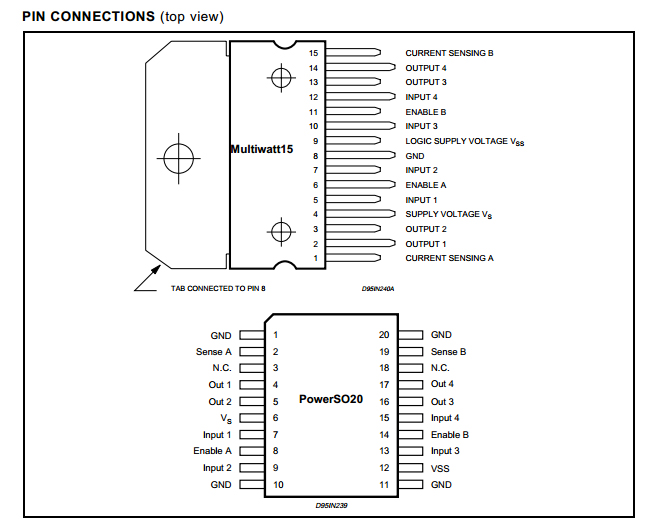 PIN CONNECTIONS (top view)
15 CURRENT SENSING B
14 OUTPUT 4
13 OUTPUT 3
12 INPUT 4
11 ENABLE B
10 INPUT 3
9 LOGIC SUPPLY VOLTAGE VSS
Multiwatt15
8 GND
7 INPUT 2
6 ENABLE A
5 INPUT 1
4 SUPPLY VOLTAGE VS
3 OUTPUT 2
2 OUTPUT 1
1 CURRENT SENSING A
TAB CONNECTED TO PIN 8
D95IN240A
GND 1 20 GND
Sense A 2 19 Sense B
N.C. 3 18 N.C.
Out 1 4 17 Out 4
Out 2 5 PowerSO20 16 Out 3
VS 6 15 Input 4
Input 1 7 14 Enable B
Enable A 8 13 Input 3
Input 2 9 12 VSS
GND 10 11 GND
D95IN239